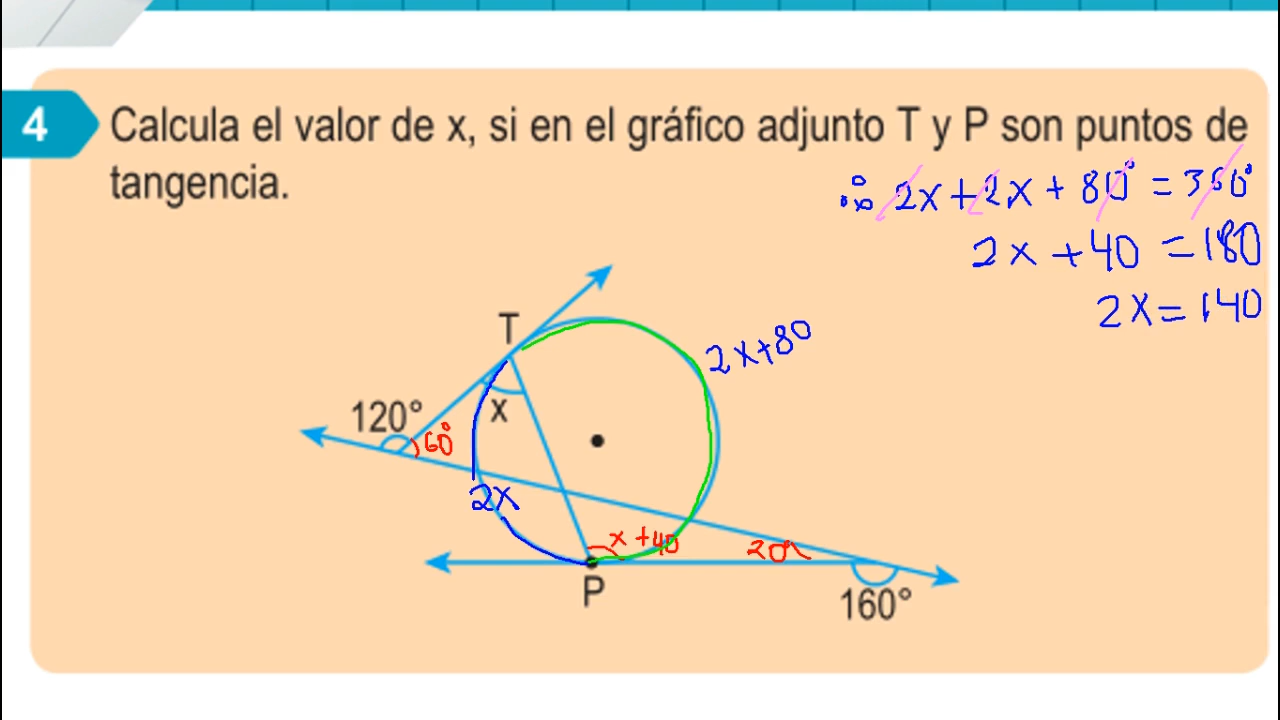 4
Calcula el valor de x, si en el gráfico adjunto T y P son puntos de
tangencia.
∴ 2x + 2x + 80° = 360°
2x + 40 = 180
2x = 140
T
2x+80
120°
x
60°
2x
x+40
20
P
160°